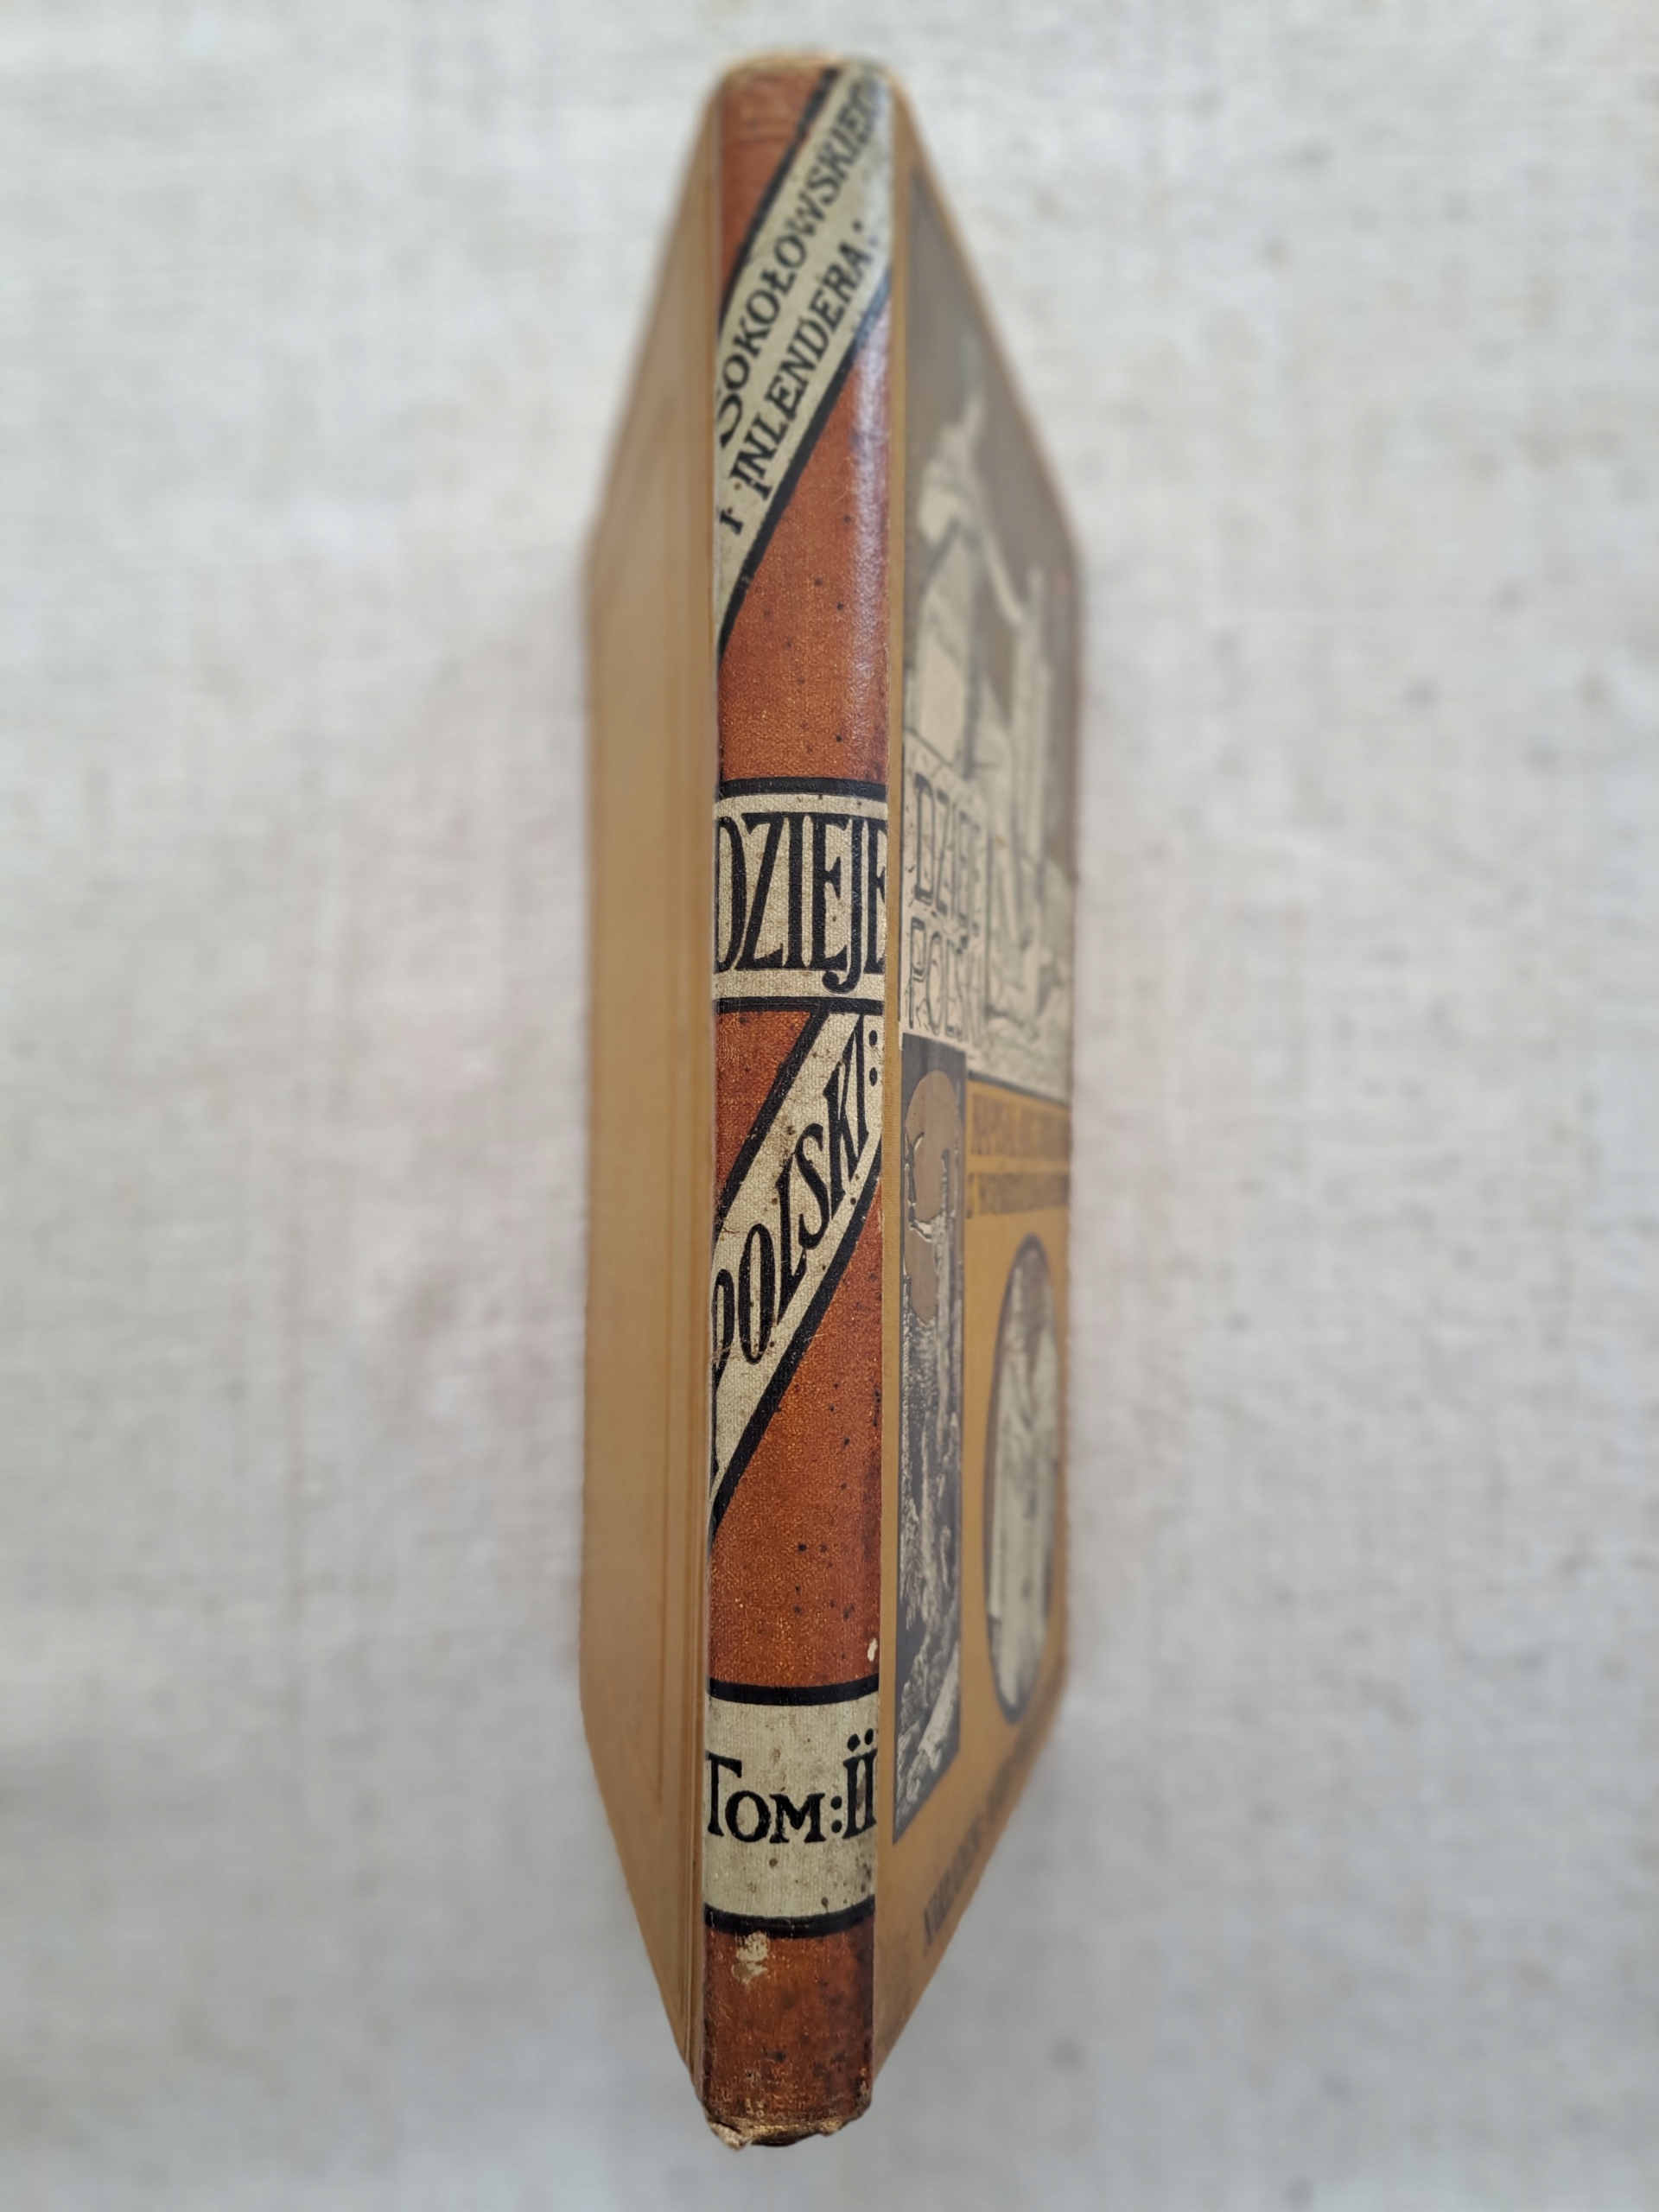 SOKOŁOWSKIEGO
I INLENDERA:
DZIEJE
POLSKI:
TOM: II
DZIEJE
POLSKI